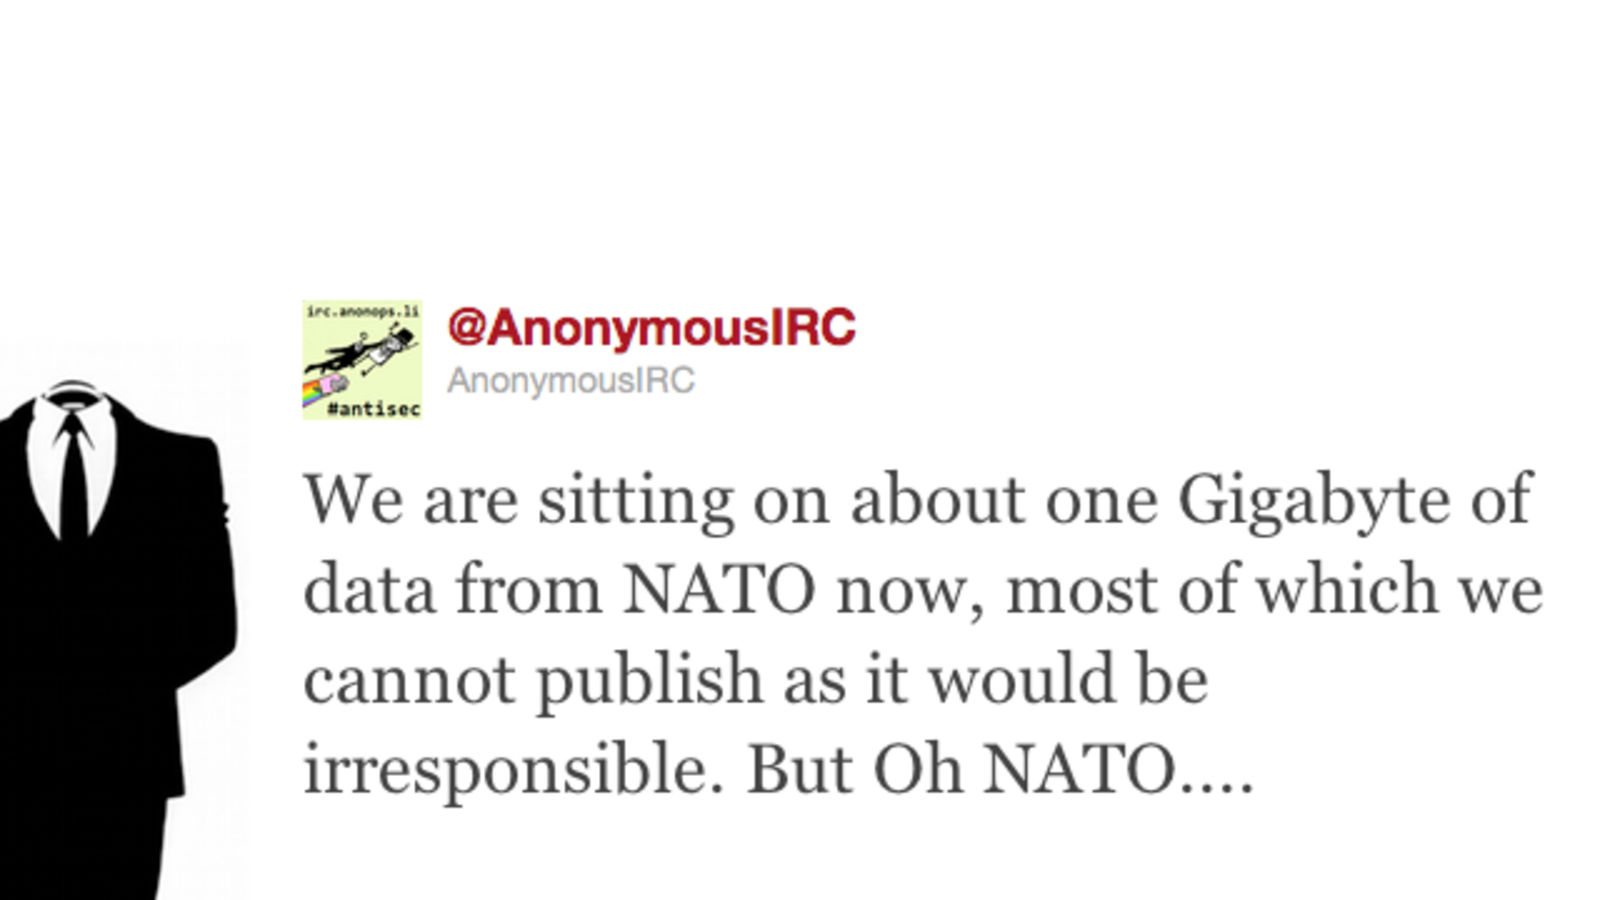 irc.anonops.li
#antisec
@AnonymousIRC
AnonymousIRC
We are sitting on about one Gigabyte of
data from NATO now, most of which we
cannot publish as it would be
irresponsible. But Oh NATO....